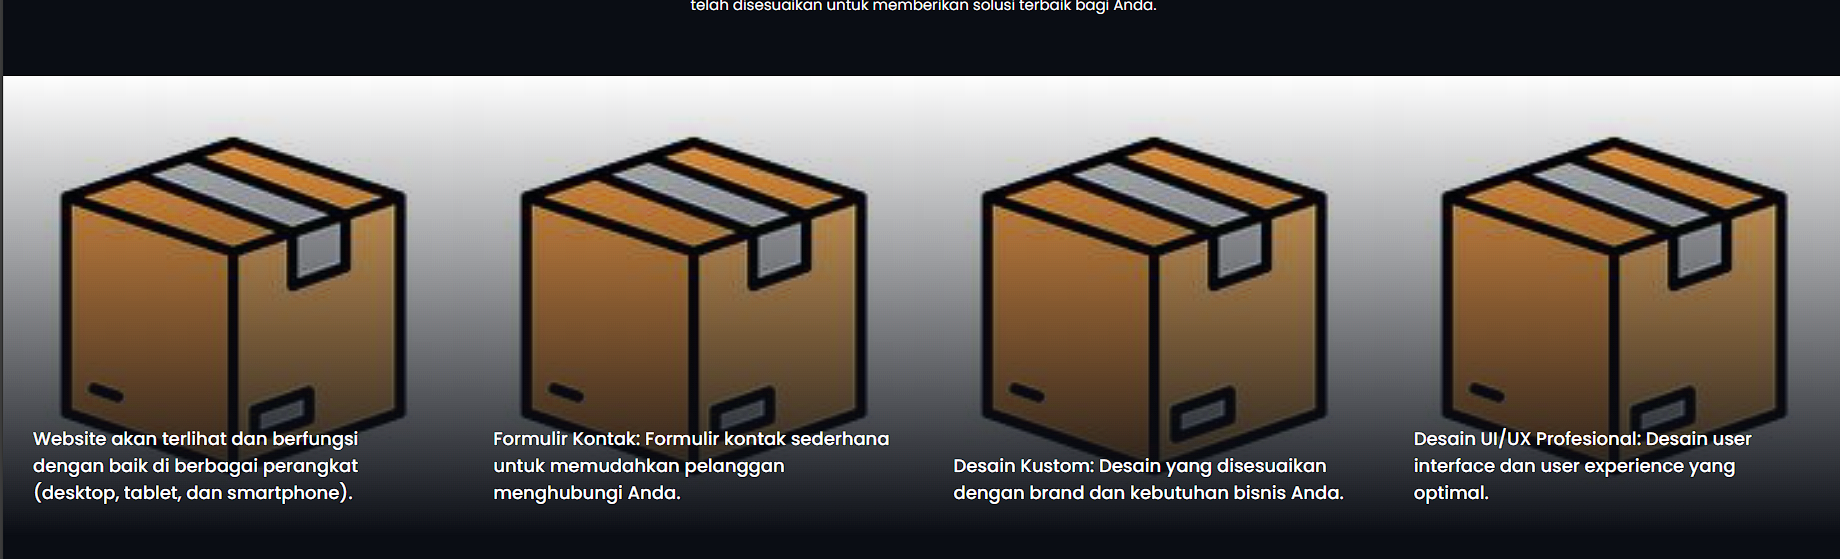 telah disesuaikan untuk memberikan solusi terbaik bagi Anda.
Website akan terlihat dan berfungsi
dengan baik di berbagai perangkat
(desktop, tablet, dan smartphone).
Formulir Kontak: Formulir kontak sederhana
untuk memudahkan pelanggan
menghubungi Anda.
Desain Kustom: Desain yang disesuaikan
dengan brand dan kebutuhan bisnis Anda.
Desain UI/UX Profesional: Desain user
interface dan user experience yang
optimal.